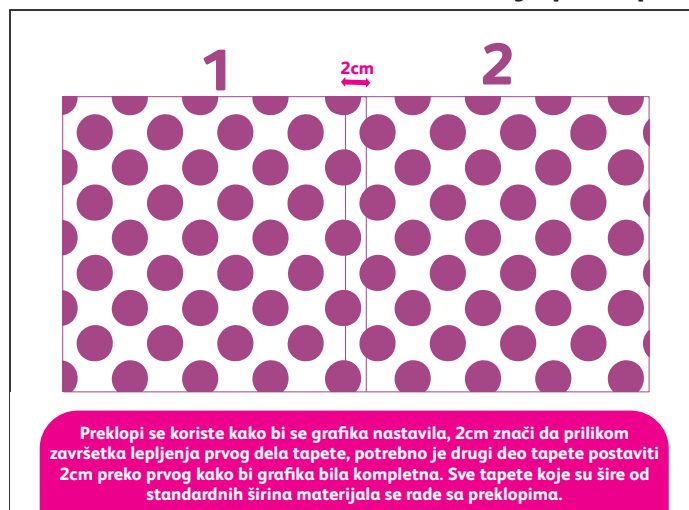 1
2cm
2
Preklopi se koriste kako bi se grafika nastavila, 2cm znači da prilikom
završetka lepljenja prvog dela tapete, potrebno je drugi deo tapete postaviti
2cm preko prvog kako bi grafika bila kompletna. Sve tapete koje su šire od
standardnih širina materijala se rade sa preklopima.